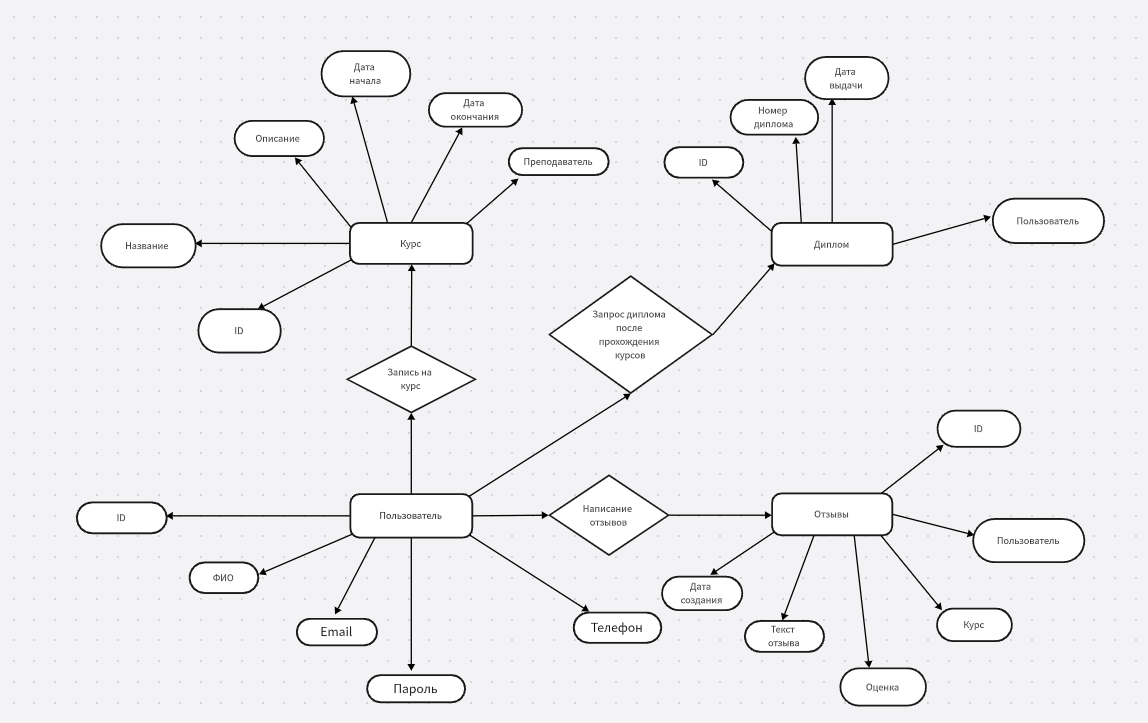 Дата
начала
Дата
окончания
Описание
Преподаватель
Название
Курс
ID
Запись на
курс
Дата
выдачи
Номер
диплома
ID
Пользователь
Диплом
Запрос диплома
после
прохождения
курсов
Пользователь
ID
ФИО
Email
Пароль
Телефон
Написание
отзывов
Отзывы
ID
Пользователь
Дата
создания
Текст
отзыва
Курс
Оценка